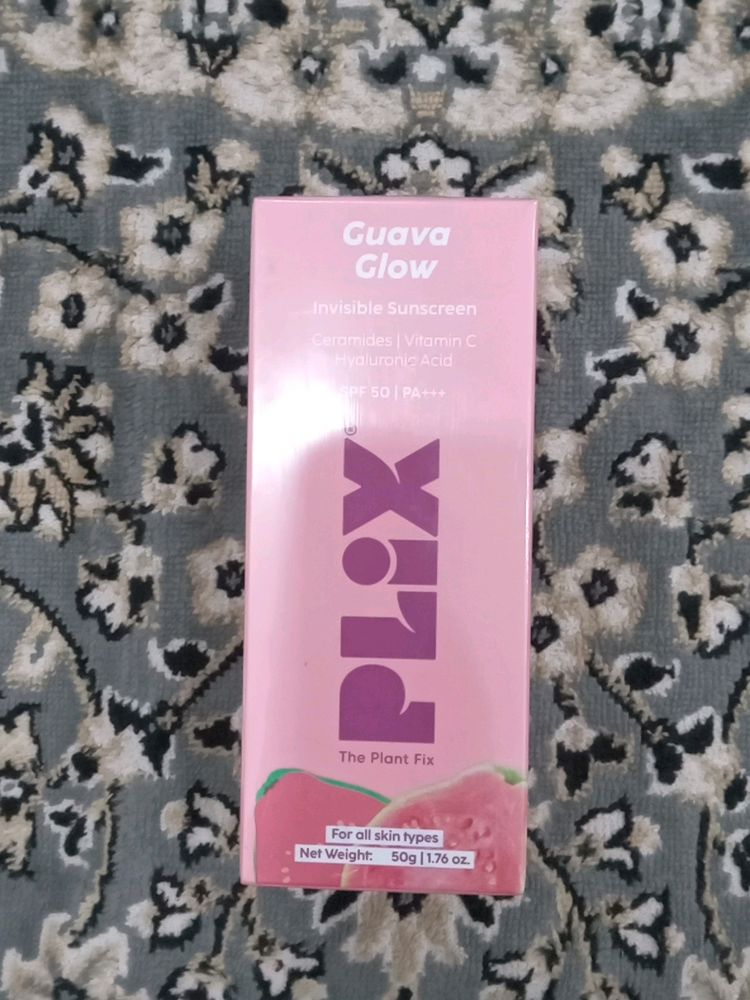 Guava
Glow
Invisible Sunscreen
Ceramides | Vitamin C
Hyaluronic Acid
SPF 50 | PA+++
PLiX®
The Plant Fix
For all skin types
Net Weight: 50g | 1.76 oz.